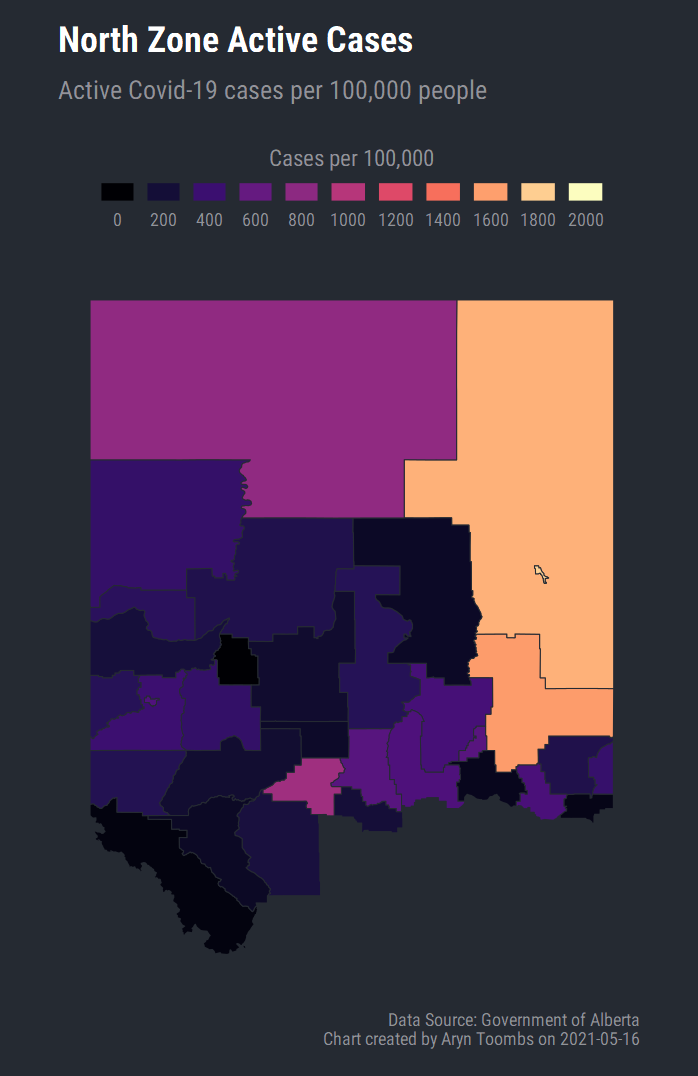 North Zone Active Cases
Active Covid-19 cases per 100,000 people
Cases per 100,000
0 200 400 600 800 1000 1200 1400 1600 1800 2000
Data Source: Government of Alberta
Chart created by Aryn Toombs on 2021-05-16